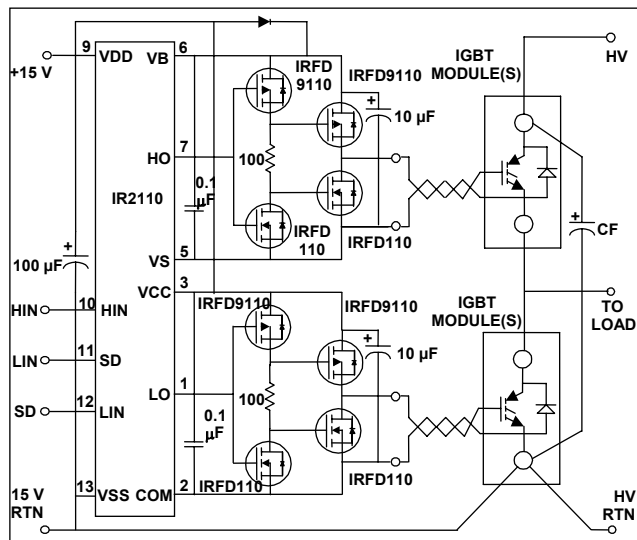 9
VDD
VB
6
+15 V
IRFD
9110
IRFD9110
10 µF
IGBT
MODULE(S)
HV
HO
7
100
0.1
µF
IR2110
IRFD
110
IRFD110
CF
100 µF
VS
5
VCC
3
IRFD9110
IRFD9110
10 µF
IGBT
MODULE(S)
TO
LOAD
HIN
10
HIN
LIN
11
SD
SD
12
LIN
LO
1
100
0.1
µF
15 V
RTN
13
VSS
COM
2
IRFD110
IRFD110
HV
RTN